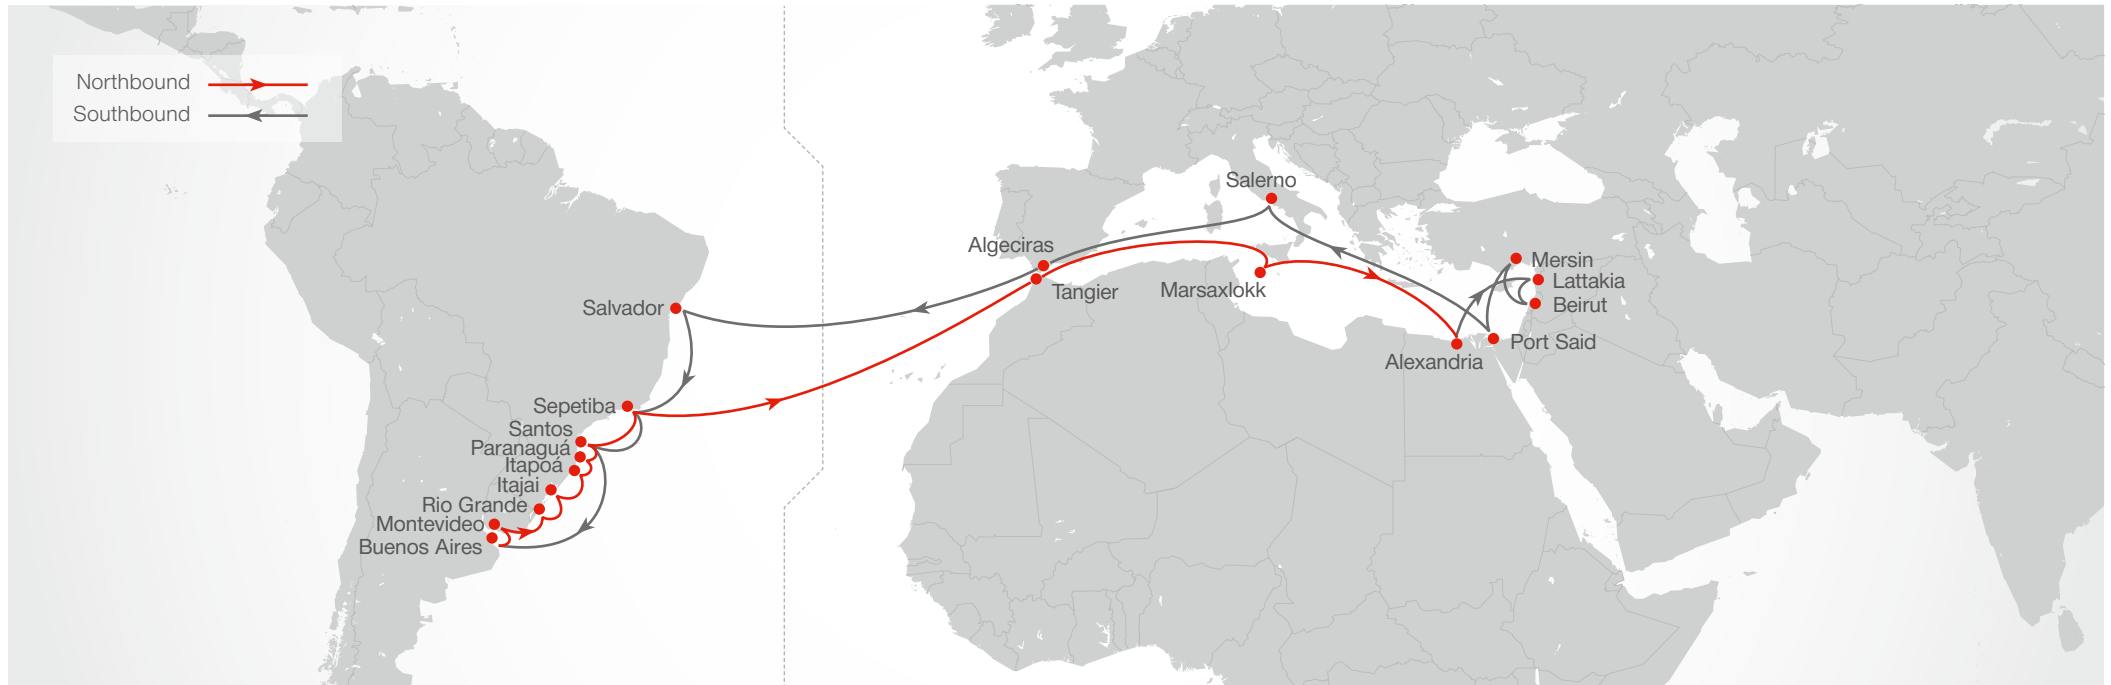 Northbound
Southbound
Salerno
Algeciras
Tangier
Marsaxlokk
Mersin
Lattakia
Beirut
Port Said
Alexandria
Salvador
Sepetiba
Santos
Paranaguá
Itapoá
Itajai
Rio Grande
Montevideo
Buenos Aires